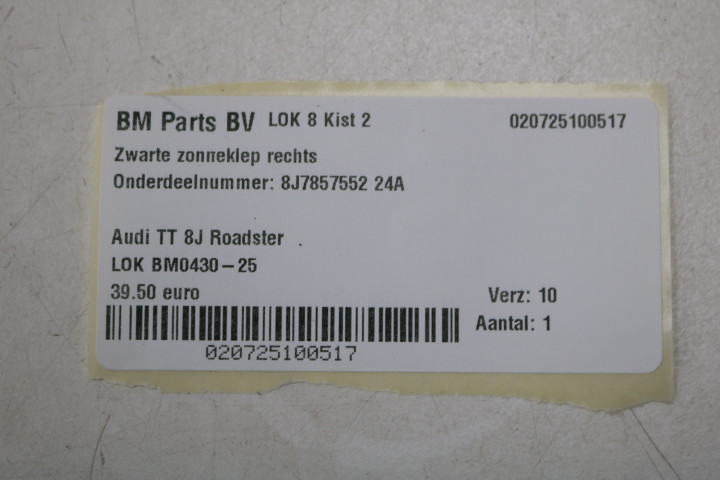 BM Parts BV LOK 8 Kist 2 020725100517
Zwarte zonneklep rechts
Onderdeelnummer: 8J7857552 24A
Audi TT 8J Roadster
LOK BM0430-25
39.50 euro Verz: 10
Aantal: 1
020725100517